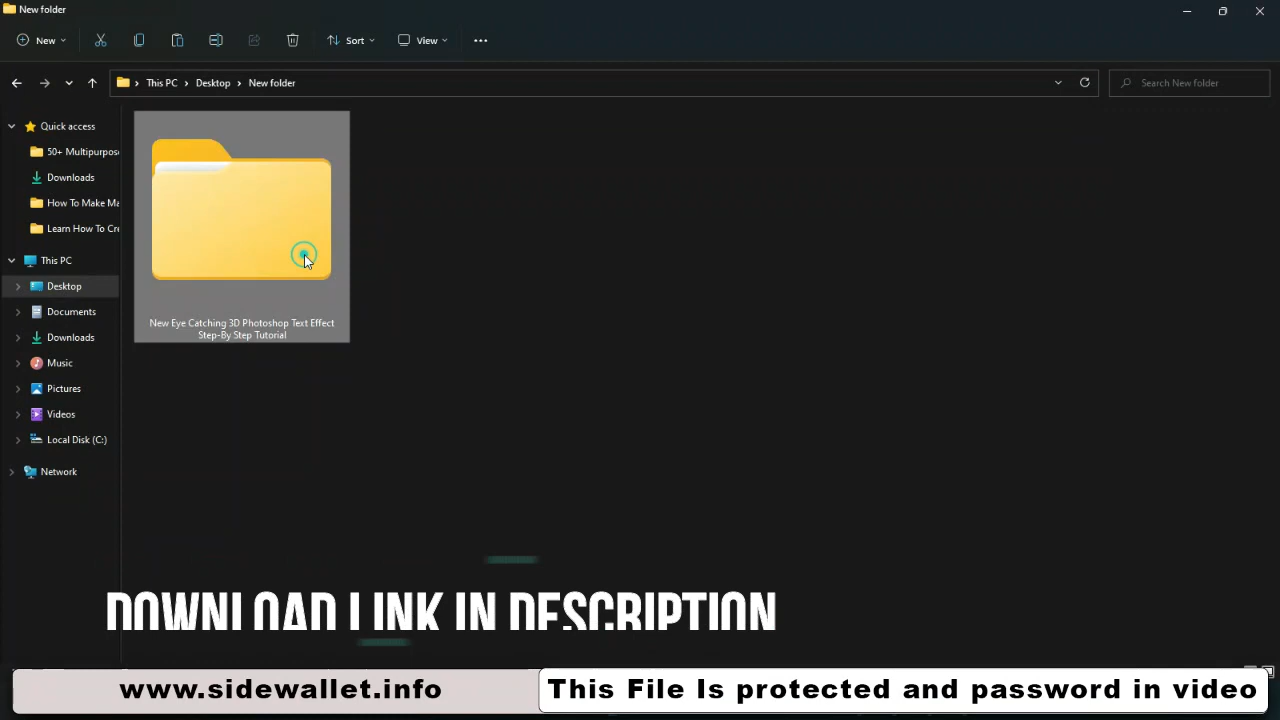 New folder
New
Sort
View
This PC
Desktop
New folder
Search New folder
Quick access
50+ Multipurpos
Downloads
How To Make Ma
Learn How To Cre
This PC
Desktop
Documents
Downloads
Music
Pictures
Videos
Local Disk (C:)
Network
New Eye Catching 3D Photoshop Text Effect
Step-By Step Tutorial
DOWNLOAD LINK IN DESCRIPTION
www.sidewallet.info
This File Is protected and password in video